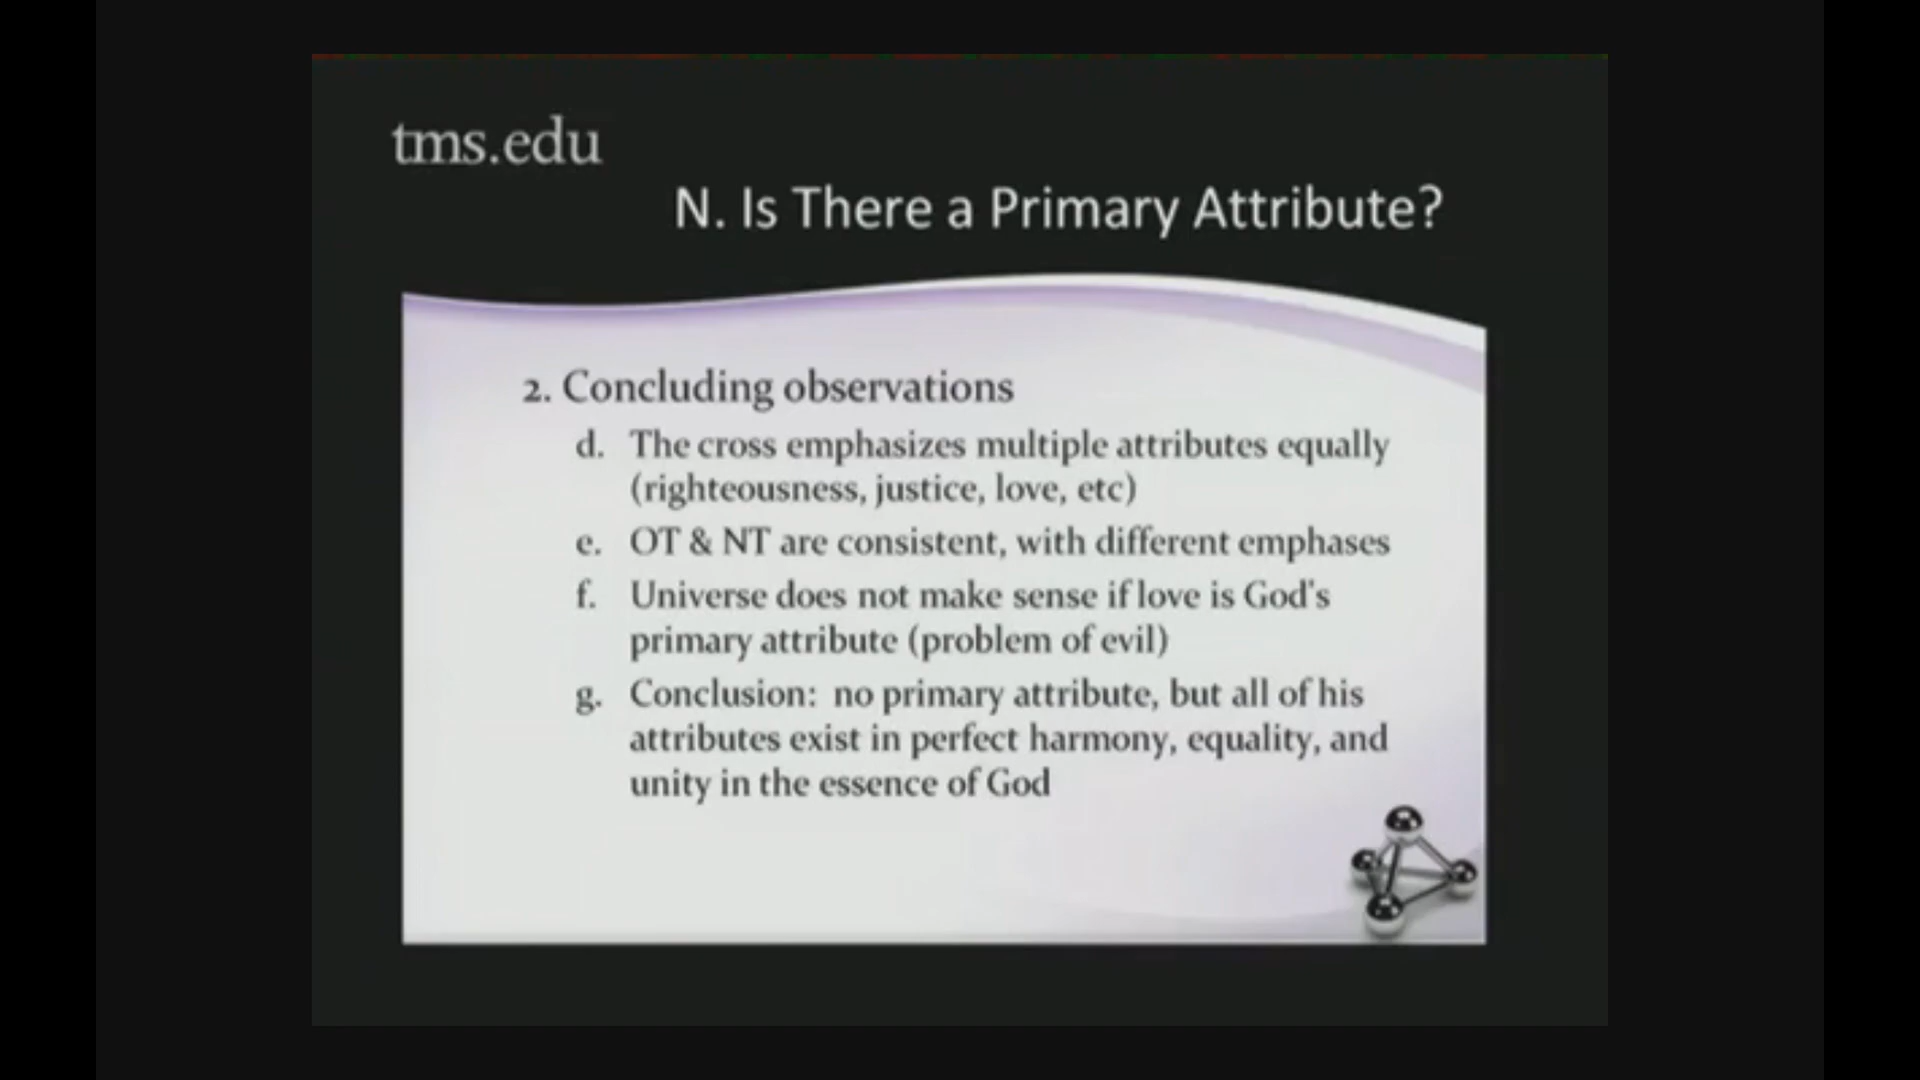 tms.edu
N. Is There a Primary Attribute?
2. Concluding observations
d. The cross emphasizes multiple attributes equally
(righteousness, justice, love, etc)
e. OT & NT are consistent, with different emphases
f. Universe does not make sense if love is God's
primary attribute (problem of evil)
g. Conclusion: no primary attribute, but all of his
attributes exist in perfect harmony, equality, and
unity in the essence of God